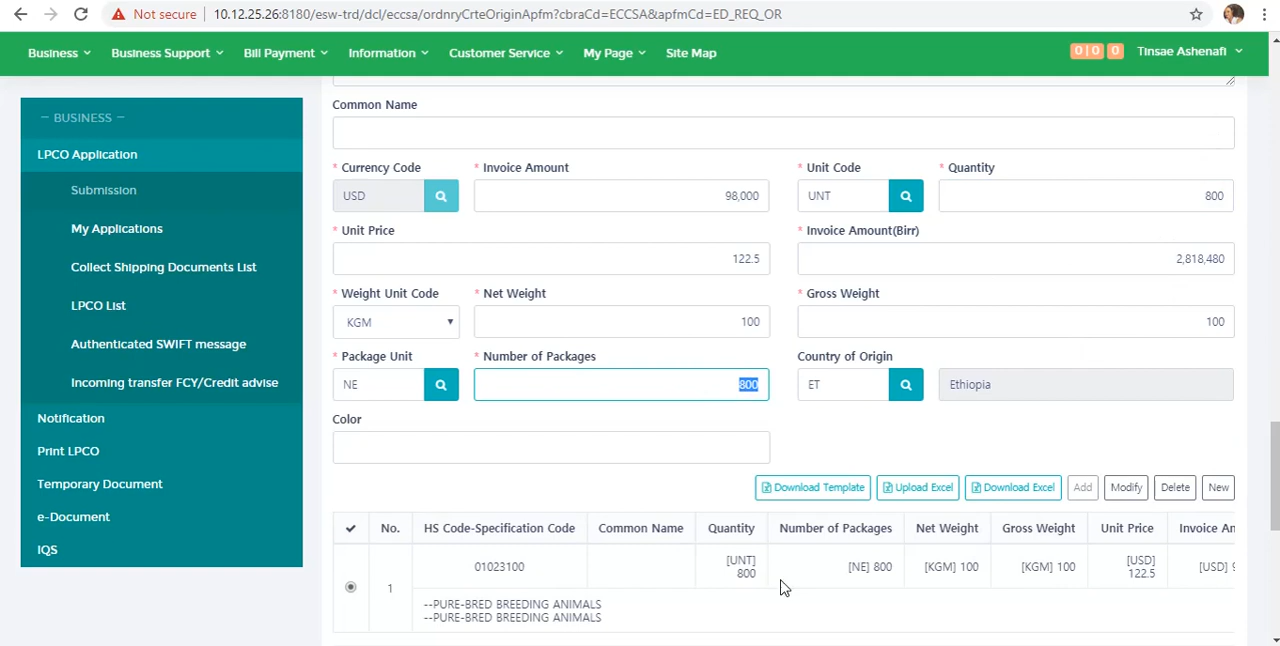 Not secure 10.12.25.26:8180/esw-trd/dcl/eccsa/ordnryCrteOriginApfm?cbraCd=ECCSA&apfmCd=ED_REQ_OR
Business Business Support Bill Payment Information Customer Service My Page Site Map 0 | 0 0 Tinsae Ashenafi
— BUSINESS —
LPCO Application
Submission
My Applications
Collect Shipping Documents List
LPCO List
Authenticated SWIFT message
Incoming transfer FCY/Credit advise
Notification
Print LPCO
Temporary Document
e-Document
IQS
Common Name
* Currency Code * Invoice Amount * Unit Code * Quantity
USD 98,000 UNT 800
* Unit Price * Invoice Amount(Birr)
122.5 2,818,480
* Weight Unit Code * Net Weight * Gross Weight
KGM 100 100
* Package Unit * Number of Packages Country of Origin
NE 800 ET Ethiopia
Color
Download Template Upload Excel Download Excel Add Modify Delete New
No. HS Code-Specification Code Common Name Quantity Number of Packages Net Weight Gross Weight Unit Price Invoice An
1 01023100 [UNT] 800 [NE] 800 [KGM] 100 [KGM] 100 [USD] 122.5 [USD] 9
--PURE-BRED BREEDING ANIMALS
--PURE-BRED BREEDING ANIMALS